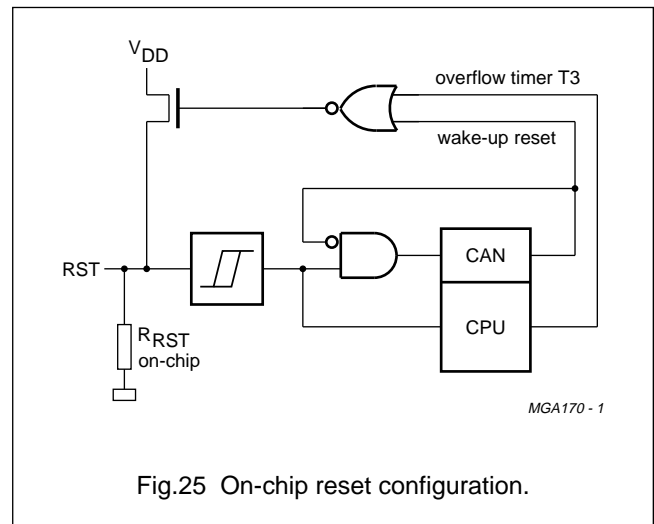 VDD
overflow timer T3
wake-up reset
RST
CAN
RRST
on-chip
CPU
MGA170 - 1
Fig.25 On-chip reset configuration.